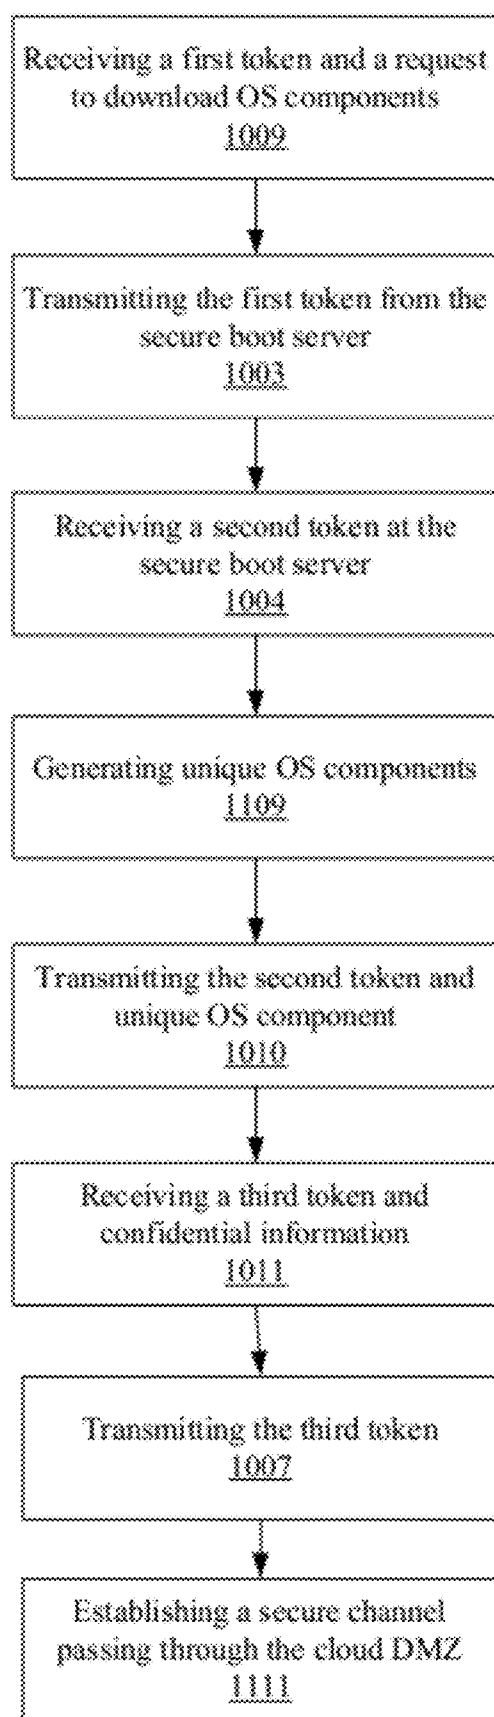 Receiving a first token and a request
to download OS components
1009
Transmitting the first token from the
secure boot server
1003
Receiving a second token at the
secure boot server
1004
Generating unique OS components
1109
Transmitting the second token and
unique OS component
1010
Receiving a third token and
confidential information
1011
Transmitting the third token
1007
Establishing a secure channel
passing through the cloud DMZ
1111